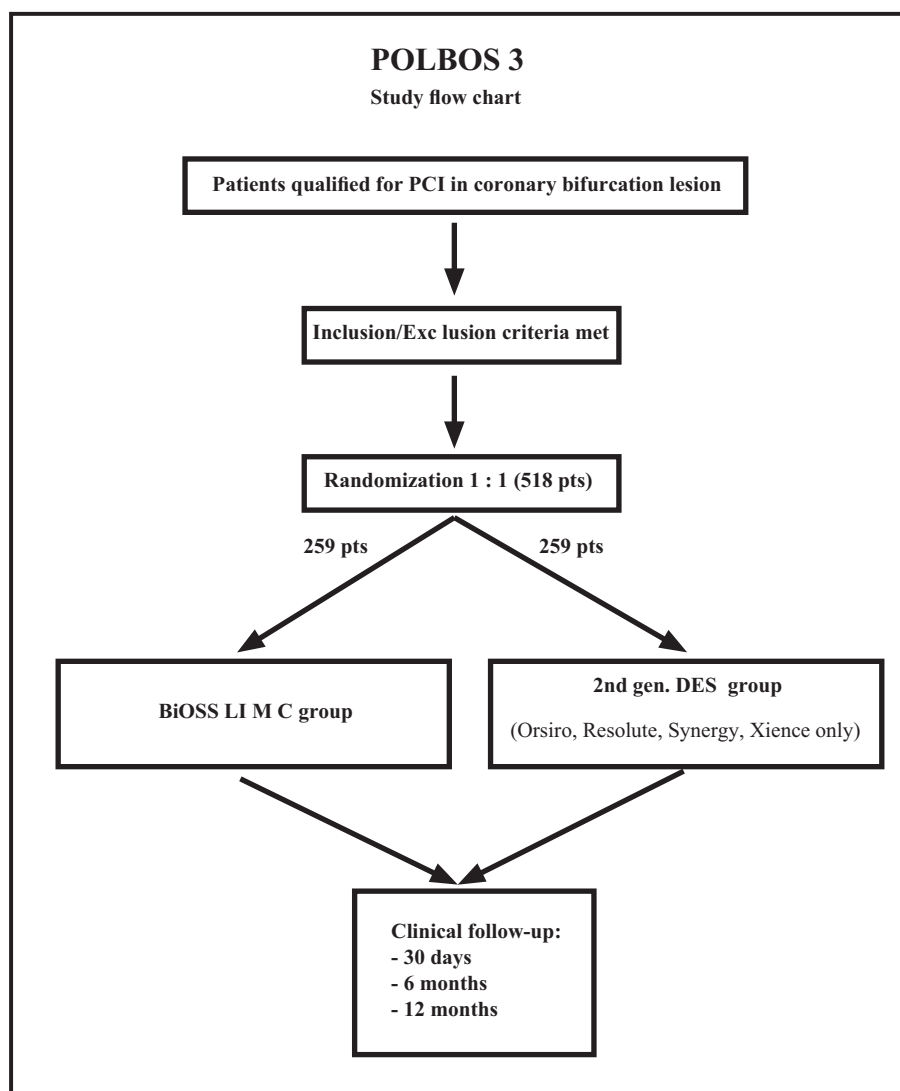 POLBOS 3
Study flow chart
Patients qualified for PCI in coronary bifurcation lesion
Inclusion/Exc lusion criteria met
Randomization 1 : 1 (518 pts)
259 pts
259 pts
BiOSS LI M C group
2nd gen. DES group
(Orsiro, Resolute, Synergy, Xience only)
Clinical follow-up:
- 30 days
- 6 months
- 12 months